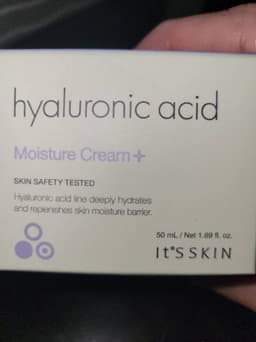 hyaluronic acid
Moisture Cream+
SKIN SAFETY TESTED
Hyaluronic acid line deeply hydrates
and replenishes skin moisture barrier.
50 mL / Net 1.69 fl. oz.
It'S SKIN